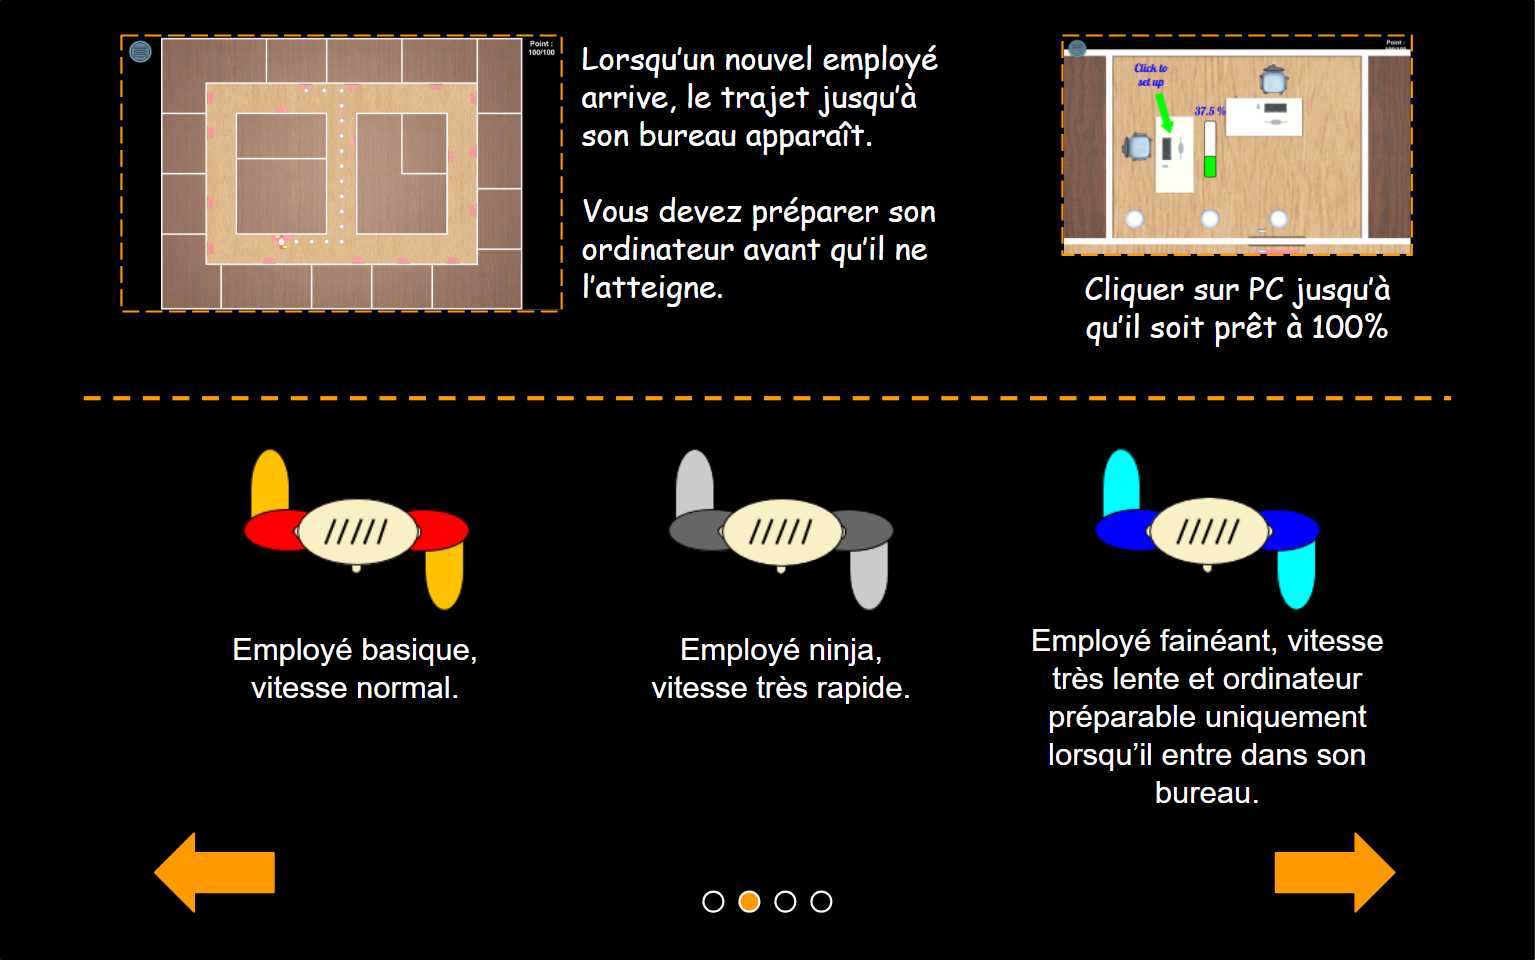 Point :
100/100
Lorsqu'un nouvel employé
arrive, le trajet jusqu'à
son bureau apparaît.
Vous devez préparer son
ordinateur avant qu'il ne
l'atteigne.
Point :
100/100
Click to
set up
37.5 %
Cliquer sur PC jusqu'à
qu'il soit prêt à 100%
Employé basique,
vitesse normal.
Employé ninja,
vitesse très rapide.
Employé fainéant, vitesse
très lente et ordinateur
préparable uniquement
lorsqu'il entre dans son
bureau.